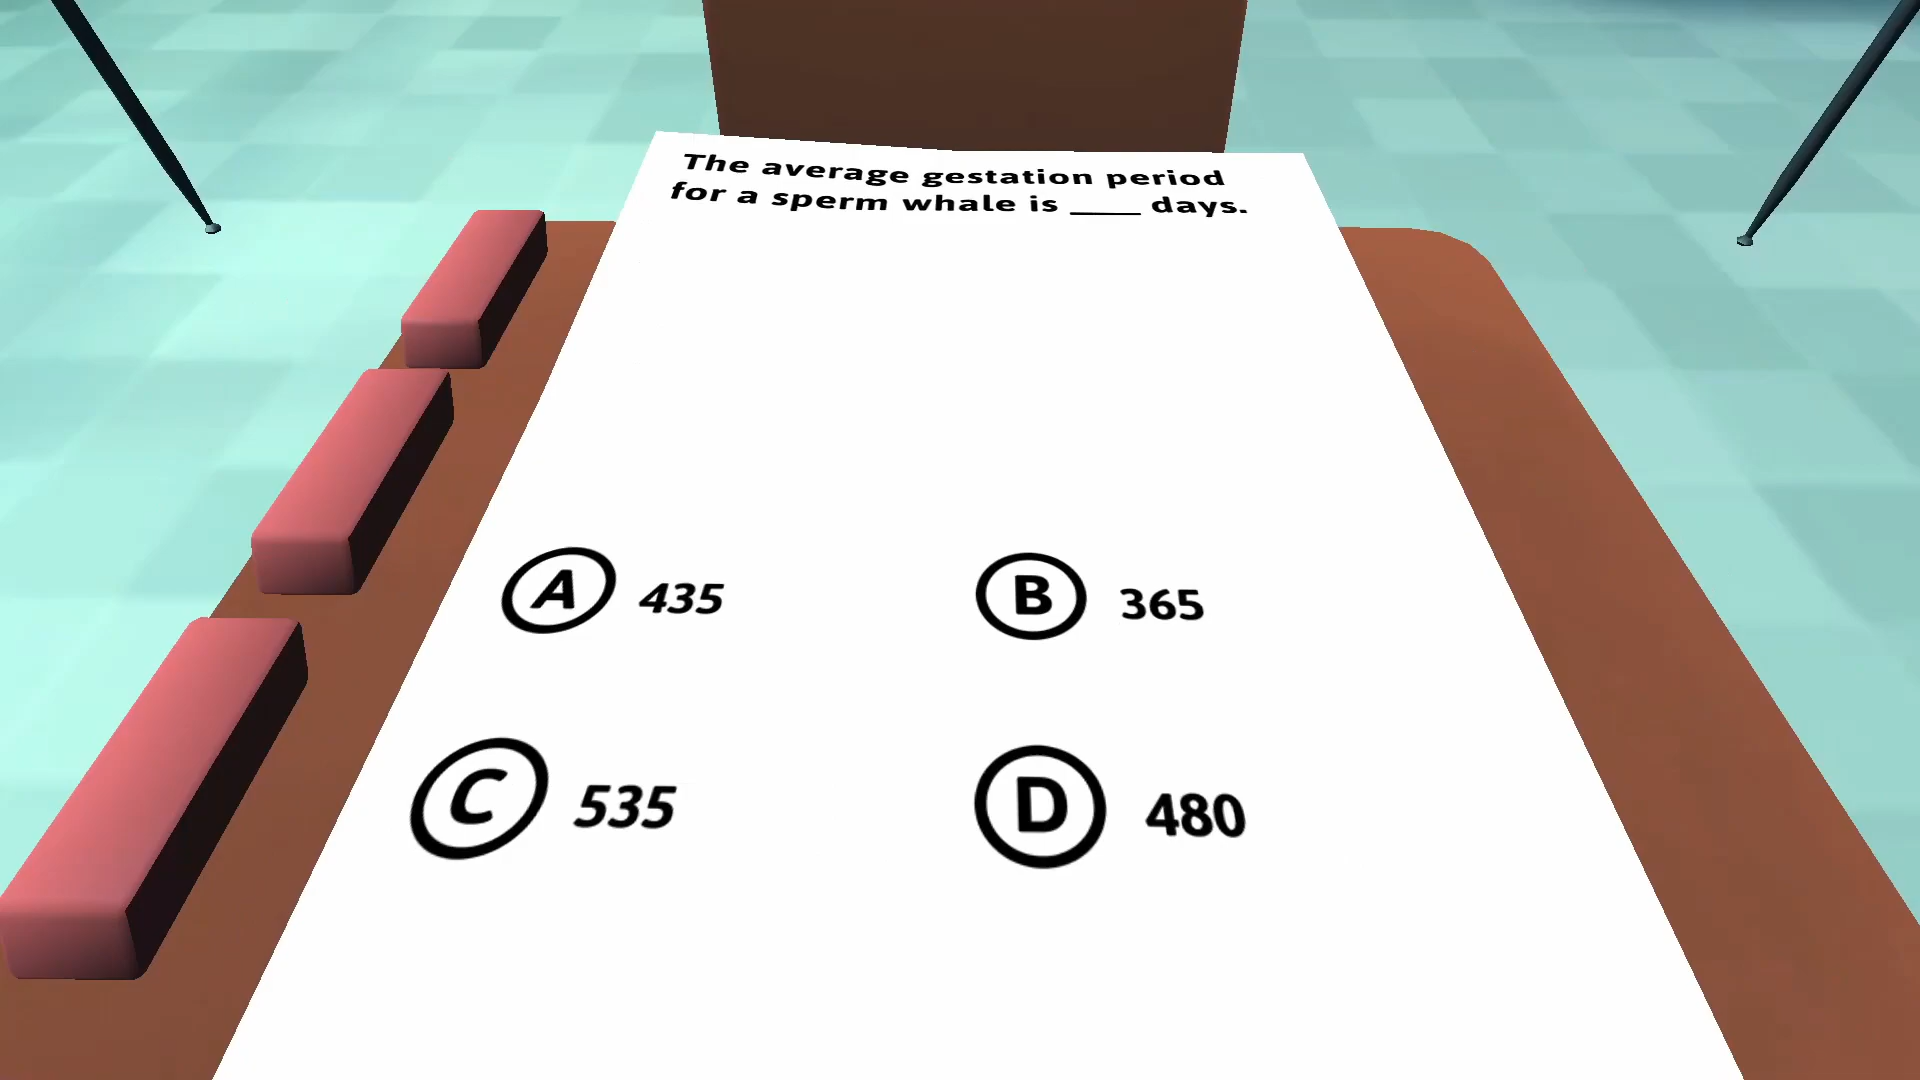 The average gestation period
for a sperm whale is ____ days.
A 435
B 365
C 535
D 480